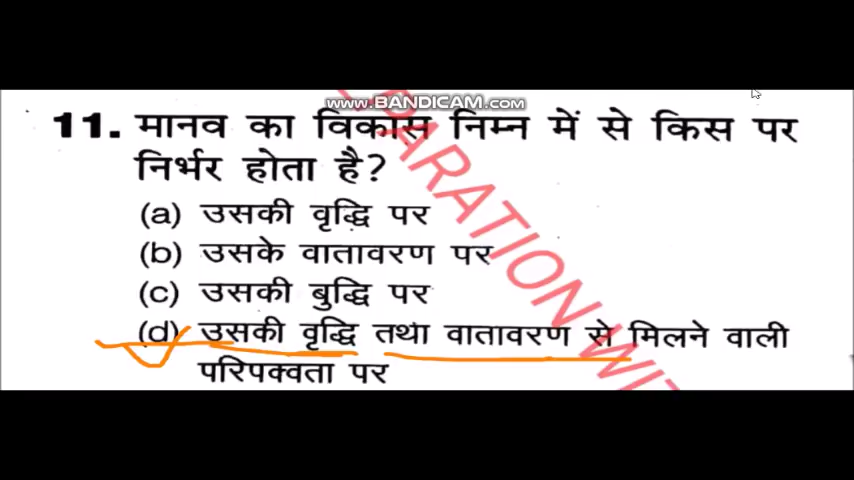 www.BANDICAM.com
11. मानव का विकास निम्न में से किस पर
निर्भर होता है?
(a) उसकी वृद्धि पर
(b) उसके वातावरण पर
(c) उसकी बुद्धि पर
(d) उसकी वृद्धि तथा वातावरण से मिलने वाली
परिपक्वता पर